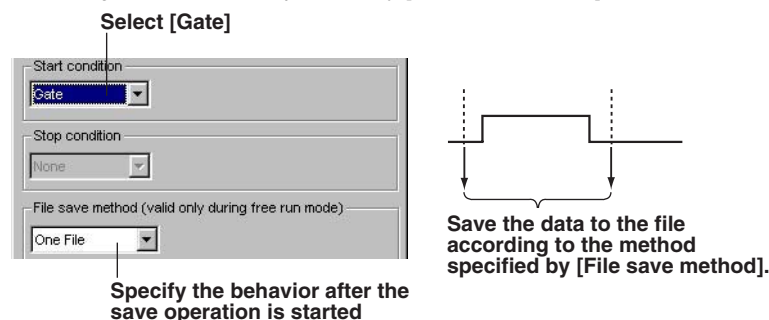 Select [Gate]
Start condition
Gate
Stop condition
None
File save method (valid only during free run mode)
One File
Specify the behavior after the
save operation is started
Save the data to the file
according to the method
specified by [File save method].